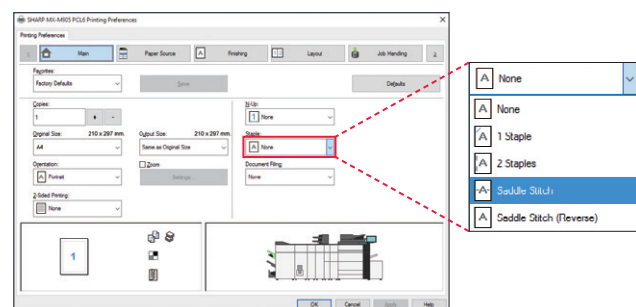 SHARP MX-M905 PCL6 Printing Preferences
Printing Preferences
Main Paper Source Finishing Layout Job Handling
Favorites:
Factory Defaults Save Defaults
Copies: N-Up:
1 + - 1 None
Original Size: 210 x 297 mm. Output Size: 210 x 297 mm. Staple:
A4 Same as Original Size A None
Orientation: Zoom Document Filing:
A Portrait Settings... None
2-Sided Printing:
None
1
OK Cancel Apply Help
A None
A None
A 1 Staple
A 2 Staples
A Saddle Stitch
A Saddle Stitch (Reverse)